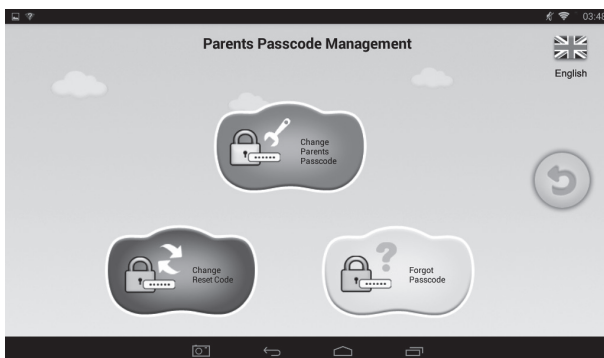 03:48
Parents Passcode Management
English
Change
Parents
Passcode
Change
Reset Code
Forgot
Passcode